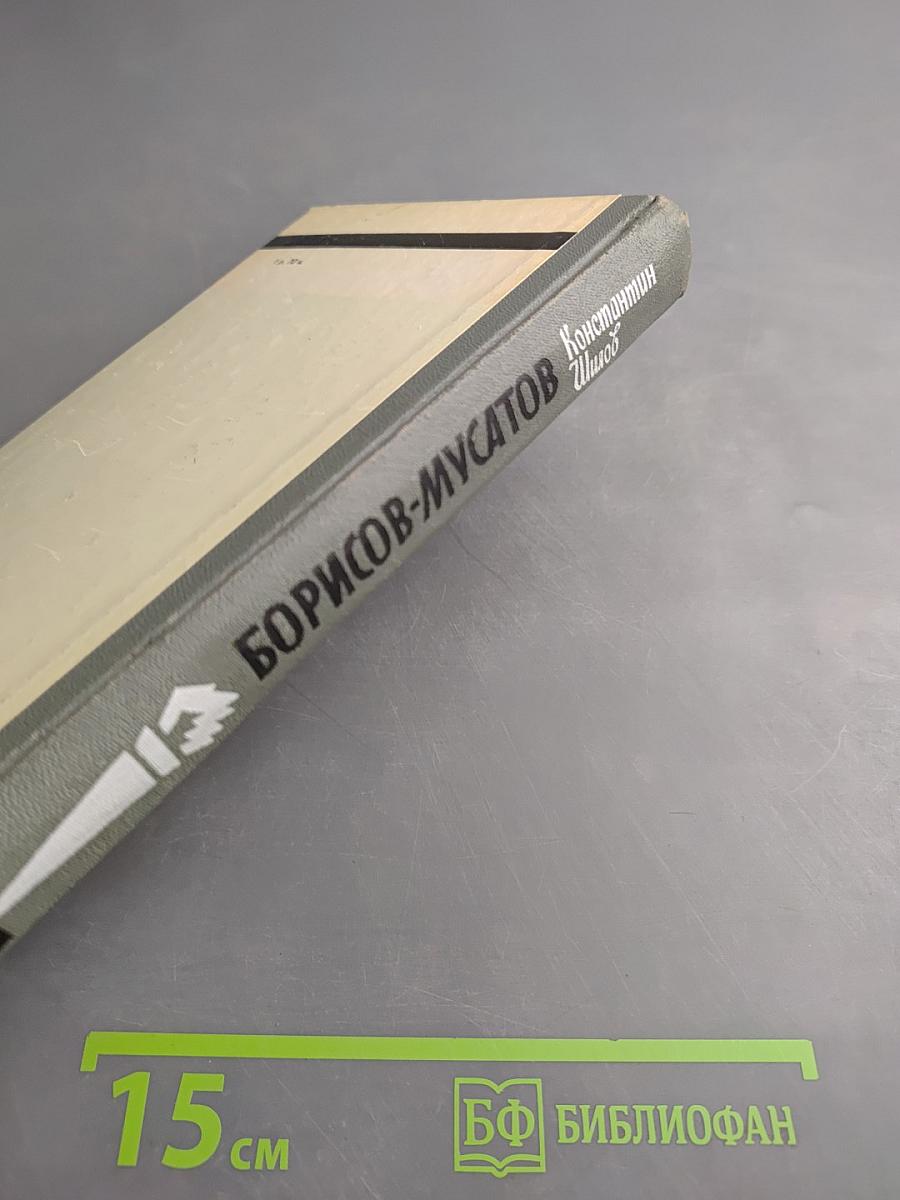 Константин
Шилов
БОРИСОВ-МУСАТОВ
15 см
БФ БИБЛИОФАН